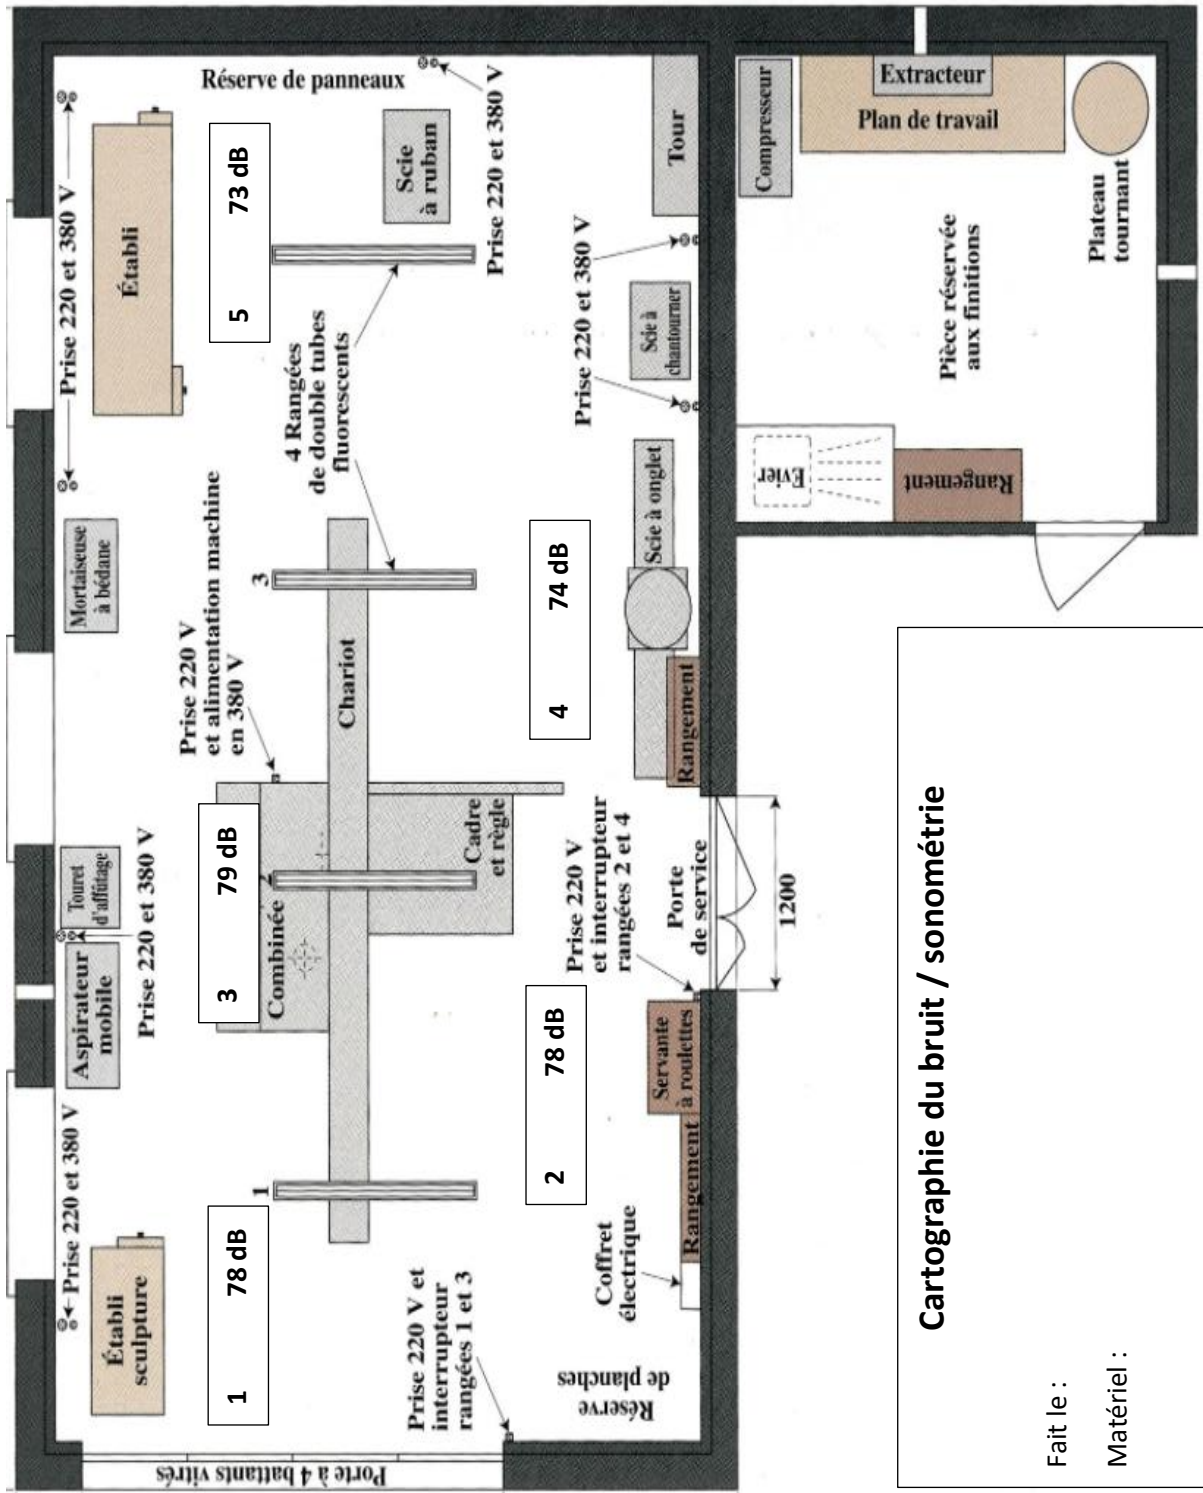 Porte à 4 battants vitrés
Prise 220 et 380 V
Établi
sculpture
1 78 dB
1
Prise 220 V et
interrupteur
rangées 1 et 3
Réserve
de planches
Coffret
électrique
Rangement
Servante
à roulettes
2 78 dB
Aspirateur
mobile
Prise 220 et 380 V
Touret
d'affûtage
3 79 dB
2
Combinée
Cadre
et règle
Prise 220 V
et interrupteur
rangées 2 et 4
Porte
de service
1200
Prise 220 V
et alimentation machine
en 380 V
Chariot
3
Mortaiseuse
à bédane
4 74 dB
Rangement
Scie à onglet
4 Rangées
de double tubes
fluorescents
Prise 220 et 380 V
Établi
5 73 dB
Réserve de panneaux
Scie
à ruban
Prise 220 et 380 V
Prise 220 et 380 V
Scie à
chantourner
Tour
Compresseur
Extracteur
Plan de travail
Plateau
tournant
Pièce réservée
aux finitions
Evier
Rangement
Cartographie du bruit / sonométrie
Fait le :
Matériel :